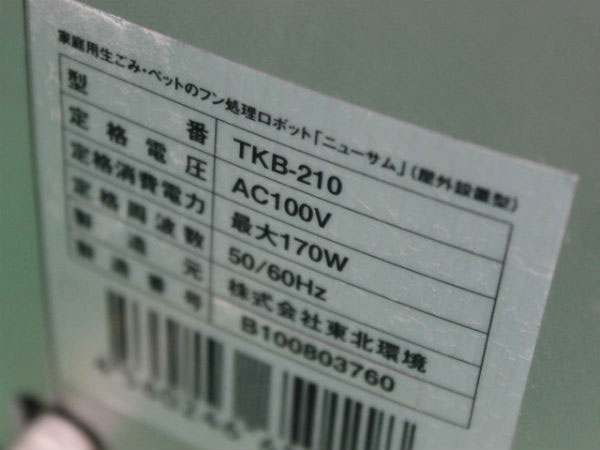 家庭用生ごみ・ペットのフン処理ロボット「ニューサム」(屋外設置型)
型 番 TKB-210
定格電圧 AC100V
定格消費電力 最大170W
定格周波数 50/60Hz
製造元 株式会社東北環境
製造番号 B100803760